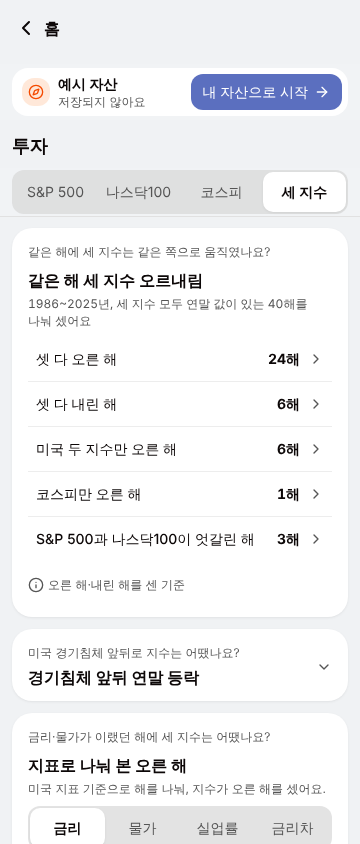 홈
예시 자산
저장되지 않아요
내 자산으로 시작
투자
S&P 500
나스닥100
코스피
세 지수
같은 해에 세 지수는 같은 쪽으로 움직였나요?
같은 해 세 지수 오르내림
1986~2025년, 세 지수 모두 연말 값이 있는 40해를
나눠 셌어요
셋 다 오른 해 24해
셋 다 내린 해 6해
미국 두 지수만 오른 해 6해
코스피만 오른 해 1해
S&P 500과 나스닥100이 엇갈린 해 3해
오른 해·내린 해를 센 기준
미국 경기침체 앞뒤로 지수는 어땠나요?
경기침체 앞뒤 연말 등락
금리·물가가 이랬던 해에 세 지수는 어땠나요?
지표로 나눠 본 오른 해
미국 지표 기준으로 해를 나눠, 지수가 오른 해를 셌어요.
금리
물가
실업률
금리차